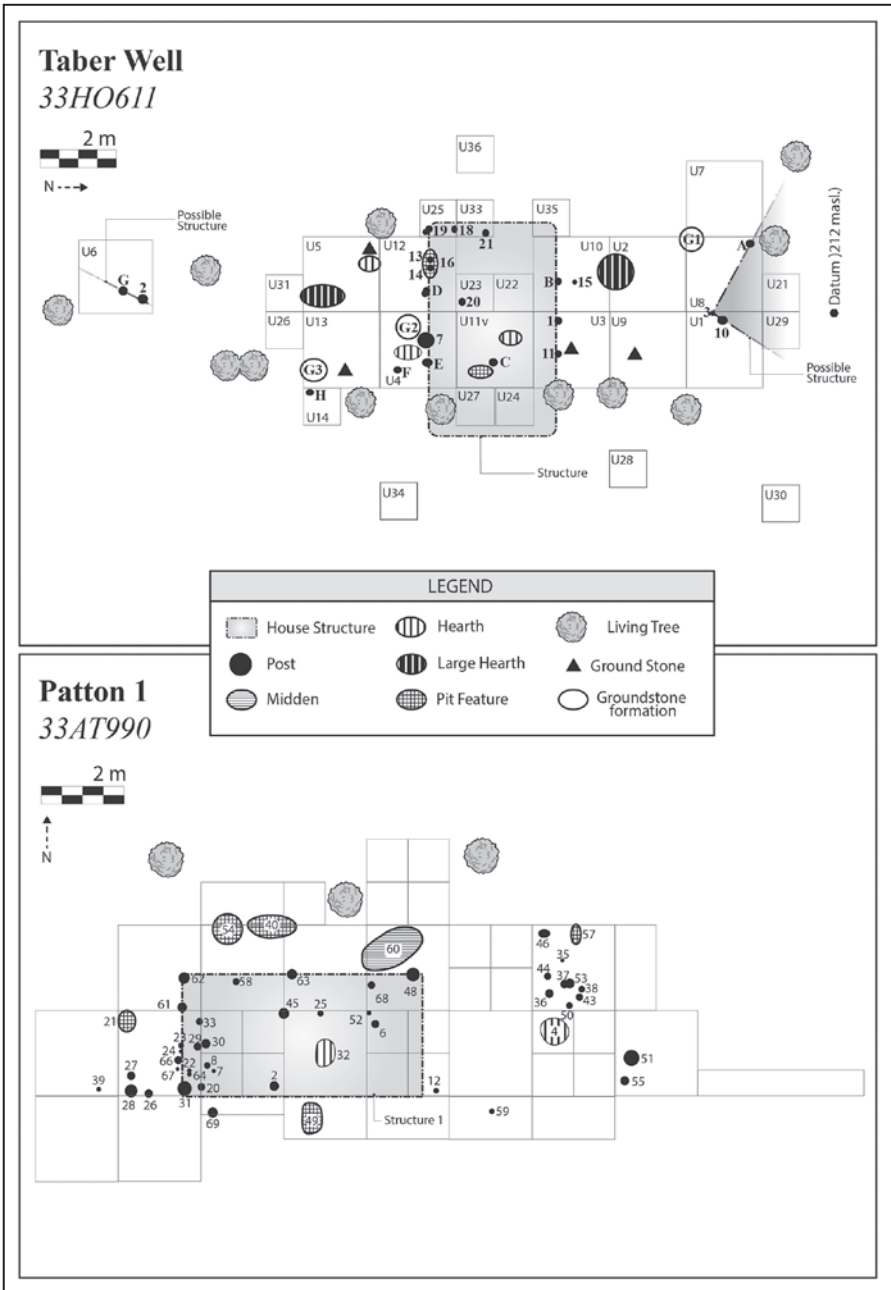 Taber Well
33HO611
2 m
N
U36
U7
Possible
Structure
U25
U33
U35
19
18
21
U6
U5
U12
U10
U2
G1
A
13
16
14
G
2
D
B
15
U31
U23
U22
20
U8
U21
3
Datum )212 masl.)
U26
U13
G2
U11v
1
U3
U9
U1
10
U29
7
11
G3
E
C
F
U4
Possible
Structure
H
U14
U27
U24
Structure
U28
U34
U30
LEGEND
House Structure
Hearth
Living Tree
Post
Large Hearth
Ground Stone
Midden
Pit Feature
Groundstone
formation
Patton 1
33AT990
2 m
N
54
40
60
46
57
35
62
58
63
48
44
37
53
68
38
36
43
61
45
25
50
21
33
52
6
23
29
30
4
24
32
66
8
51
27
22
7
67
64
39
20
2
12
55
28
26
31
59
69
49
Structure 1